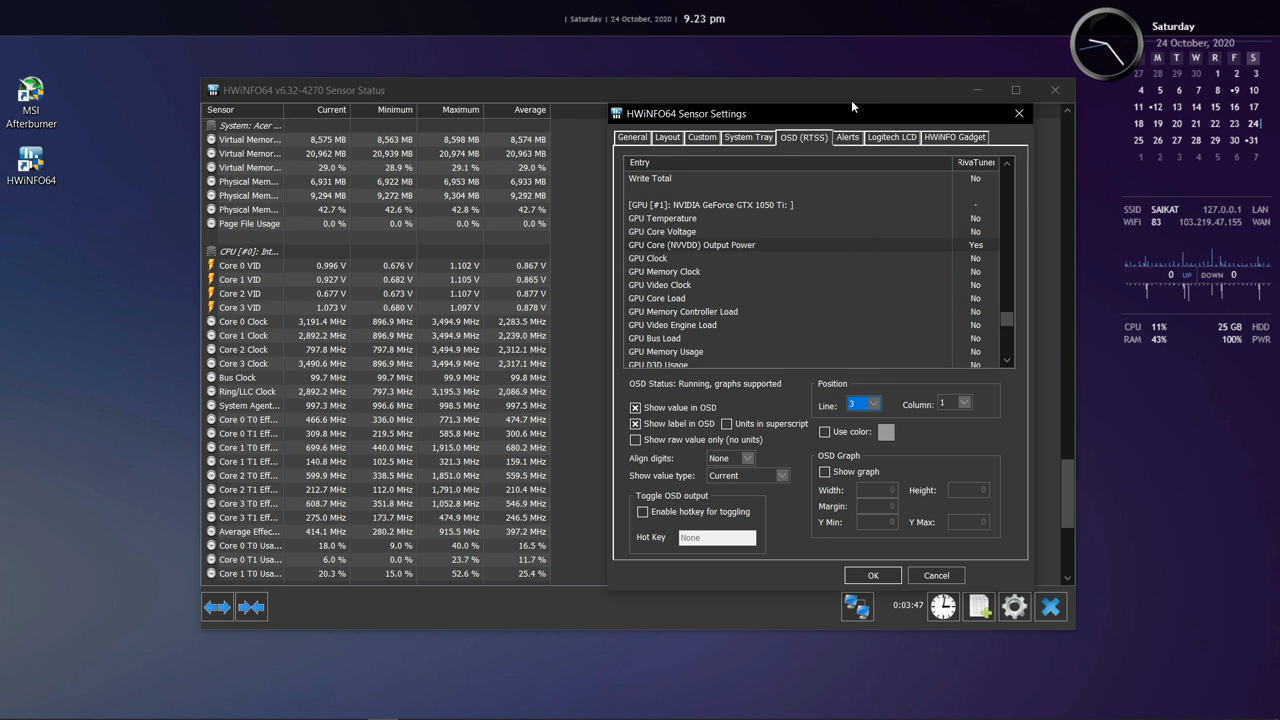 | Saturday | 24 October, 2020 | 9.23 pm
Saturday
24 October, 2020
M T W R F S
27 28 29 30 1 2 3
4 5 6 7 8 •9 10
11 •12 13 14 15 16 17
18 19 20 21 22 23 24
25 26 27 28 29 30 •31
1 2 3 4 5 6 7
SSID SAIKAT 127.0.0.1 LAN
WiFi 83 103.219.47.155 WAN
0 UP DOWN 0
CPU 11% 25 GB HDD
RAM 43% 100% PWR
MSI
Afterburner
HWiNFO64
HWiNFO64 v6.32-4270 Sensor Status
Sensor Current Minimum Maximum Average
System: Acer ...
Virtual Memor... 8,575 MB 8,563 MB 8,598 MB 8,574 MB
Virtual Memor... 20,962 MB 20,939 MB 20,974 MB 20,963 MB
Virtual Memor... 29.0 % 28.9 % 29.1 % 29.0 %
Physical Mem... 6,931 MB 6,922 MB 6,953 MB 6,933 MB
Physical Mem... 9,294 MB 9,272 MB 9,304 MB 9,292 MB
Physical Mem... 42.7 % 42.6 % 42.8 % 42.7 %
Page File Usage 0.0 % 0.0 % 0.0 % 0.0 %
CPU [#0]: Int...
Core 0 VID 0.996 V 0.676 V 1.102 V 0.867 V
Core 1 VID 0.927 V 0.682 V 1.105 V 0.865 V
Core 2 VID 0.677 V 0.673 V 1.107 V 0.877 V
Core 3 VID 1.073 V 0.680 V 1.097 V 0.878 V
Core 0 Clock 3,191.4 MHz 896.9 MHz 3,494.9 MHz 2,283.5 MHz
Core 1 Clock 2,892.2 MHz 896.9 MHz 3,494.9 MHz 2,239.0 MHz
Core 2 Clock 797.8 MHz 797.8 MHz 3,494.9 MHz 2,312.1 MHz
Core 3 Clock 3,490.6 MHz 896.9 MHz 3,494.9 MHz 2,317.1 MHz
Bus Clock 99.7 MHz 99.7 MHz 99.9 MHz 99.8 MHz
Ring/LLC Clock 2,892.2 MHz 797.7 MHz 3,195.3 MHz 2,086.9 MHz
System Agent... 997.3 MHz 996.6 MHz 998.5 MHz 997.5 MHz
Core 0 T0 Eff... 466.6 MHz 336.0 MHz 771.3 MHz 474.7 MHz
Core 0 T1 Eff... 309.8 MHz 219.5 MHz 585.8 MHz 300.6 MHz
Core 1 T0 Eff... 699.6 MHz 440.0 MHz 1,915.0 MHz 680.2 MHz
Core 1 T1 Eff... 140.8 MHz 102.5 MHz 321.3 MHz 159.1 MHz
Core 2 T0 Eff... 599.9 MHz 338.5 MHz 1,851.0 MHz 559.5 MHz
Core 2 T1 Eff... 212.7 MHz 112.0 MHz 1,791.0 MHz 210.4 MHz
Core 3 T0 Eff... 608.7 MHz 351.8 MHz 1,052.8 MHz 546.9 MHz
Core 3 T1 Eff... 275.0 MHz 173.7 MHz 474.9 MHz 246.5 MHz
Average Effec... 414.1 MHz 280.2 MHz 915.5 MHz 397.2 MHz
Core 0 T0 Usa... 18.0 % 9.0 % 40.0 % 16.5 %
Core 0 T1 Usa... 6.0 % 0.0 % 23.7 % 11.7 %
Core 1 T0 Usa... 20.3 % 15.0 % 52.6 % 25.4 %
0:03:47
HWiNFO64 Sensor Settings
General Layout Custom System Tray OSD (RTSS) Alerts Logitech LCD HWiNFO Gadget
Entry RivaTuner
Write Total No
[GPU [#1]: NVIDIA GeForce GTX 1050 Ti: ] -
GPU Temperature No
GPU Core Voltage No
GPU Core (NVVDD) Output Power Yes
GPU Clock No
GPU Memory Clock No
GPU Video Clock No
GPU Core Load No
GPU Memory Controller Load No
GPU Video Engine Load No
GPU Bus Load No
GPU Memory Usage No
GPU D3D Usage No
OSD Status: Running, graphs supported
Show value in OSD
Show label in OSD Units in superscript
Show raw value only (no units)
Align digits: None
Show value type: Current
Toggle OSD output
Enable hotkey for toggling
Hot Key None
Position
Line: 3 Column: 1
Use color:
OSD Graph
Show graph
Width: 0 Height: 0
Margin: 0
Y Min: 0 Y Max: 0
OK Cancel